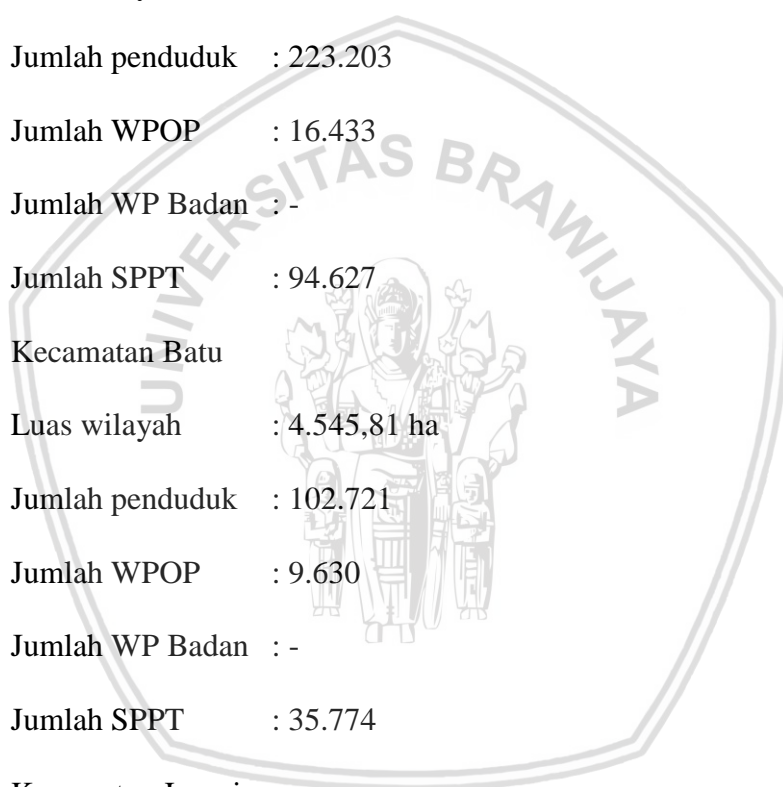 Jumlah penduduk : 223.203
Jumlah WPOP : 16.433
Jumlah WP Badan : -
Jumlah SPPT : 94.627
Kecamatan Batu
Luas wilayah : 4.545,81 ha
Jumlah penduduk : 102.721
Jumlah WPOP : 9.630
Jumlah WP Badan : -
Jumlah SPPT : 35.774
UNIVERSITAS BRAWIJAYA